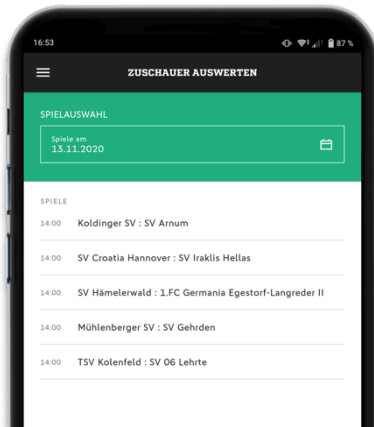 16:53
87 %
ZUSCHAUER AUSWERTEN
SPIELAUSWAHL
Spiele am
13.11.2020
SPIELE
14:00 Koldinger SV : SV Arnum
14:00 SV Croatia Hannover : SV Iraklis Hellas
14:00 SV Hämelerwald : 1.FC Germania Egestorf-Langreder II
14:00 Mühlenberger SV : SV Gehrden
14:00 TSV Kolenfeld : SV 06 Lehrte